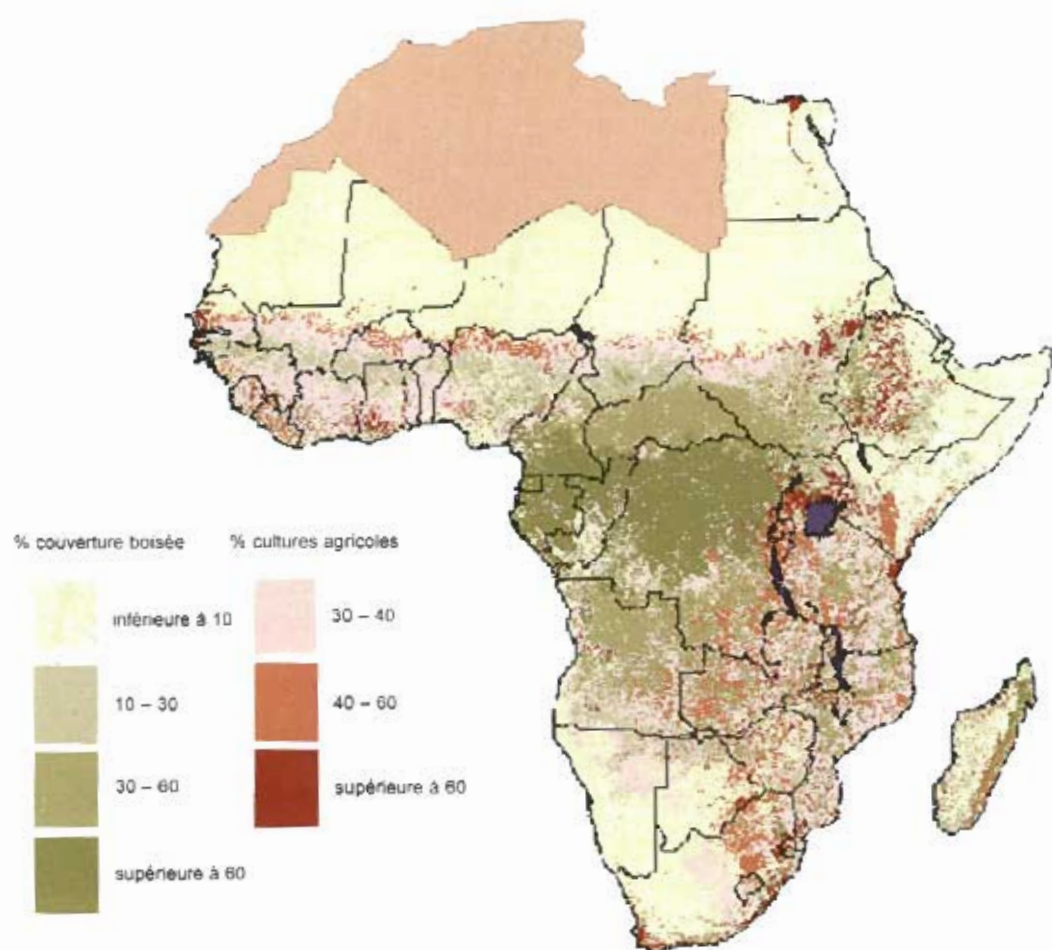 % couverture boisée
inférieure à 10
10 – 30
30 – 60
supérieure à 60
% cultures agricoles
30 – 40
40 – 60
supérieure à 60